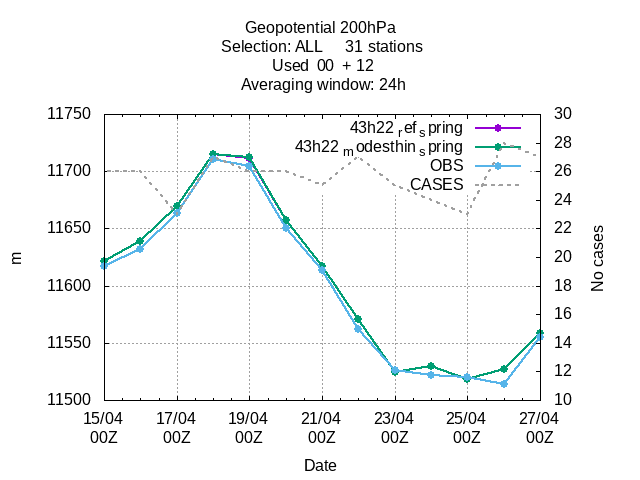 Geopotential 200hPa
Selection: ALL     31 stations
Used  00  + 12
Averaging window: 24h
43h22 ref spring
43h22 modesthin spring
OBS
CASES
11750
11700
11650
11600
11550
11500
m
30
28
26
24
22
20
18
16
14
12
10
No cases
15/04 17/04 19/04 21/04 23/04 25/04 27/04
00Z 00Z 00Z 00Z 00Z 00Z 00Z
Date